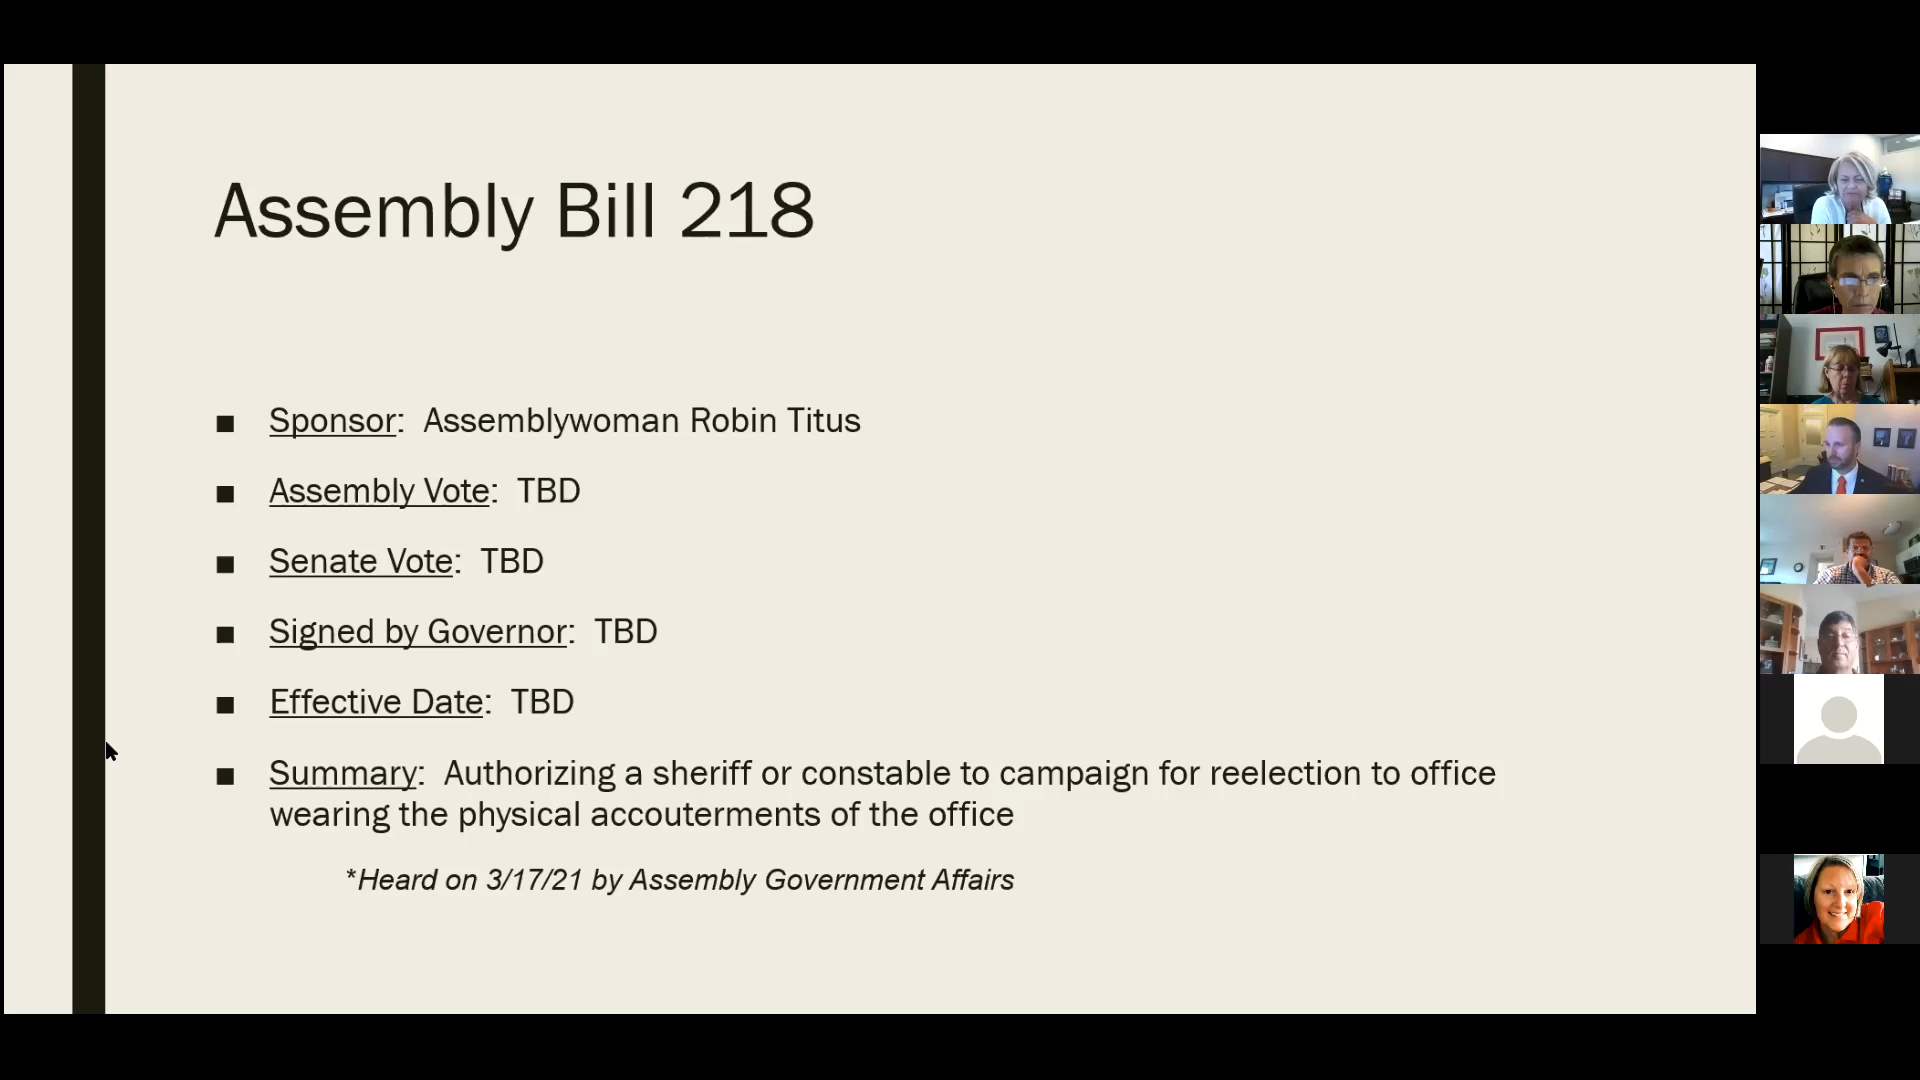 Assembly Bill 218
■ Sponsor: Assemblywoman Robin Titus
■ Assembly Vote: TBD
■ Senate Vote: TBD
■ Signed by Governor: TBD
■ Effective Date: TBD
■ Summary: Authorizing a sheriff or constable to campaign for reelection to office
wearing the physical accouterments of the office
*Heard on 3/17/21 by Assembly Government Affairs